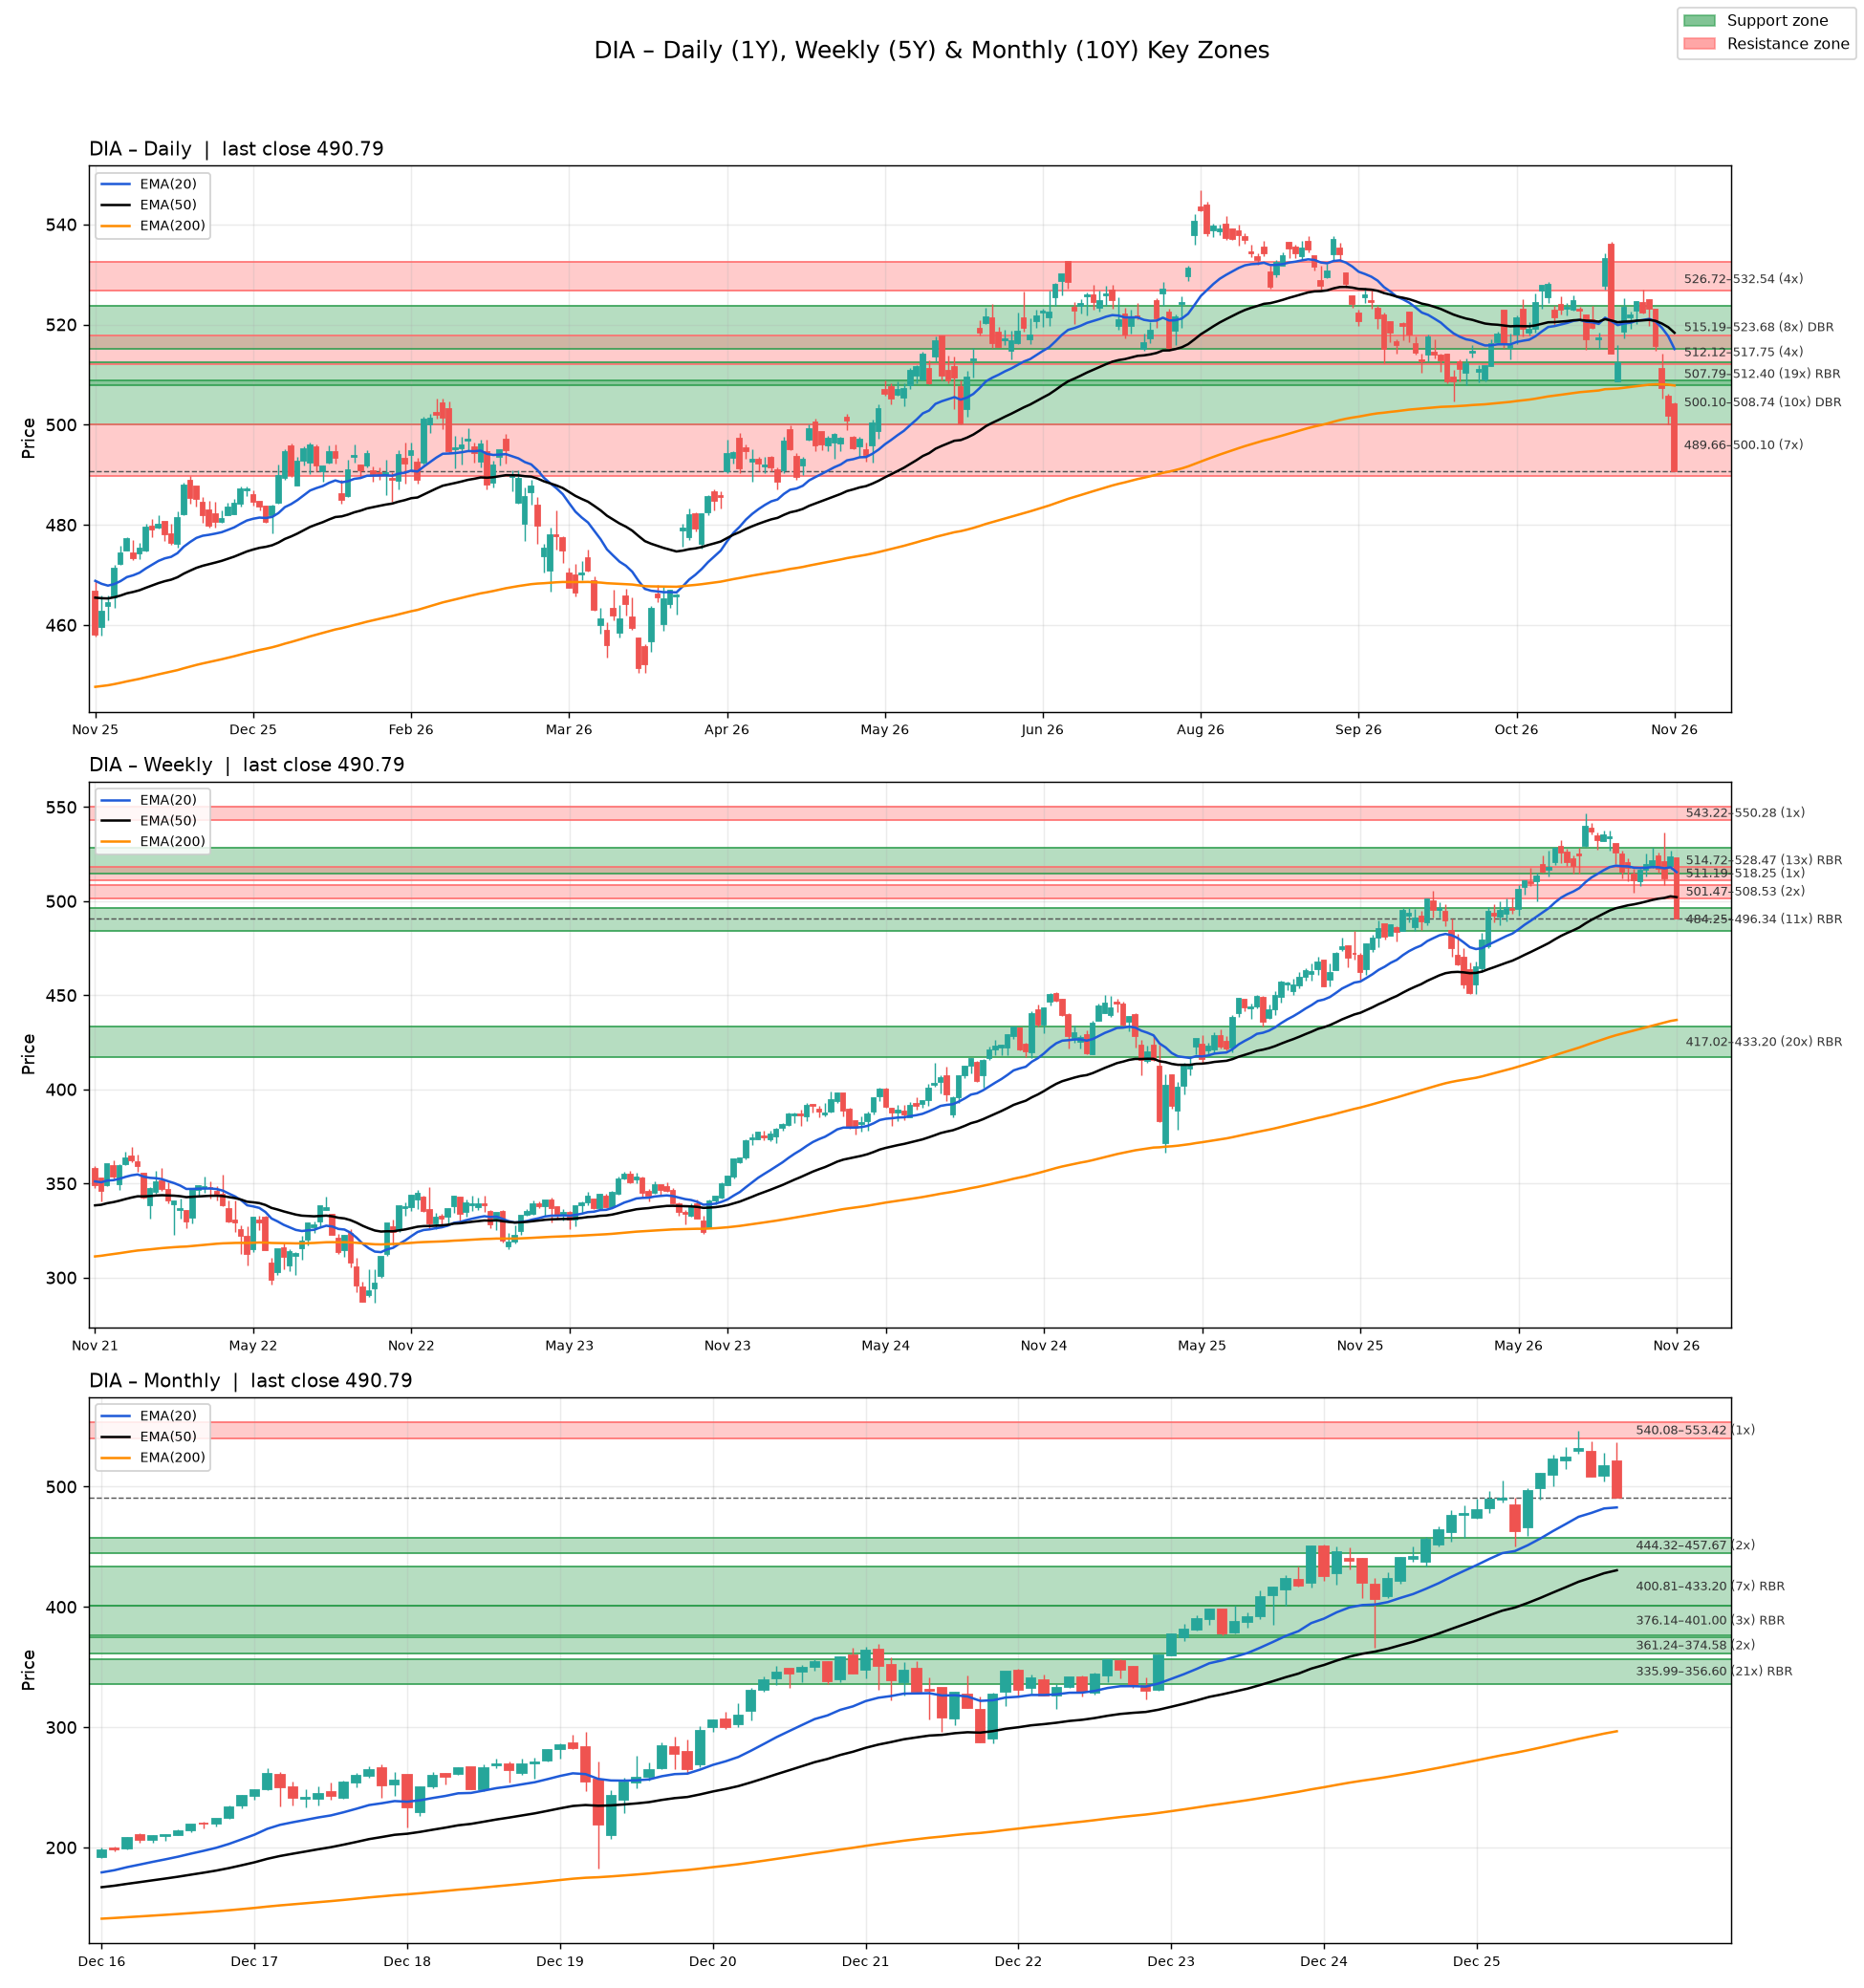 Support zone
Resistance zone
DIA – Daily (1Y), Weekly (5Y) & Monthly (10Y) Key Zones
DIA – Daily | last close 490.79
EMA(20)
EMA(50)
EMA(200)
Price
540
520
500
480
460
526.72–532.54 (4x)
515.19–523.68 (8x) DBR
512.12–517.75 (4x)
507.79–512.40 (19x) RBR
500.10–508.74 (10x) DBR
489.66–500.10 (7x)
Nov 25 Dec 25 Feb 26 Mar 26 Apr 26 May 26 Jun 26 Aug 26 Sep 26 Oct 26 Nov 26
DIA – Weekly | last close 490.79
EMA(20)
EMA(50)
EMA(200)
Price
550
500
450
400
350
300
543.22–550.28 (1x)
514.72–528.47 (13x) RBR
511.19–518.25 (1x)
501.47–508.53 (2x)
484.25–496.34 (11x) RBR
417.02–433.20 (20x) RBR
Nov 21 May 22 Nov 22 May 23 Nov 23 May 24 Nov 24 May 25 Nov 25 May 26 Nov 26
DIA – Monthly | last close 490.79
EMA(20)
EMA(50)
EMA(200)
Price
500
400
300
200
540.08–553.42 (1x)
444.32–457.67 (2x)
400.81–433.20 (7x) RBR
376.14–401.00 (3x) RBR
361.24–374.58 (2x)
335.99–356.60 (21x) RBR
Dec 16 Dec 17 Dec 18 Dec 19 Dec 20 Dec 21 Dec 22 Dec 23 Dec 24 Dec 25